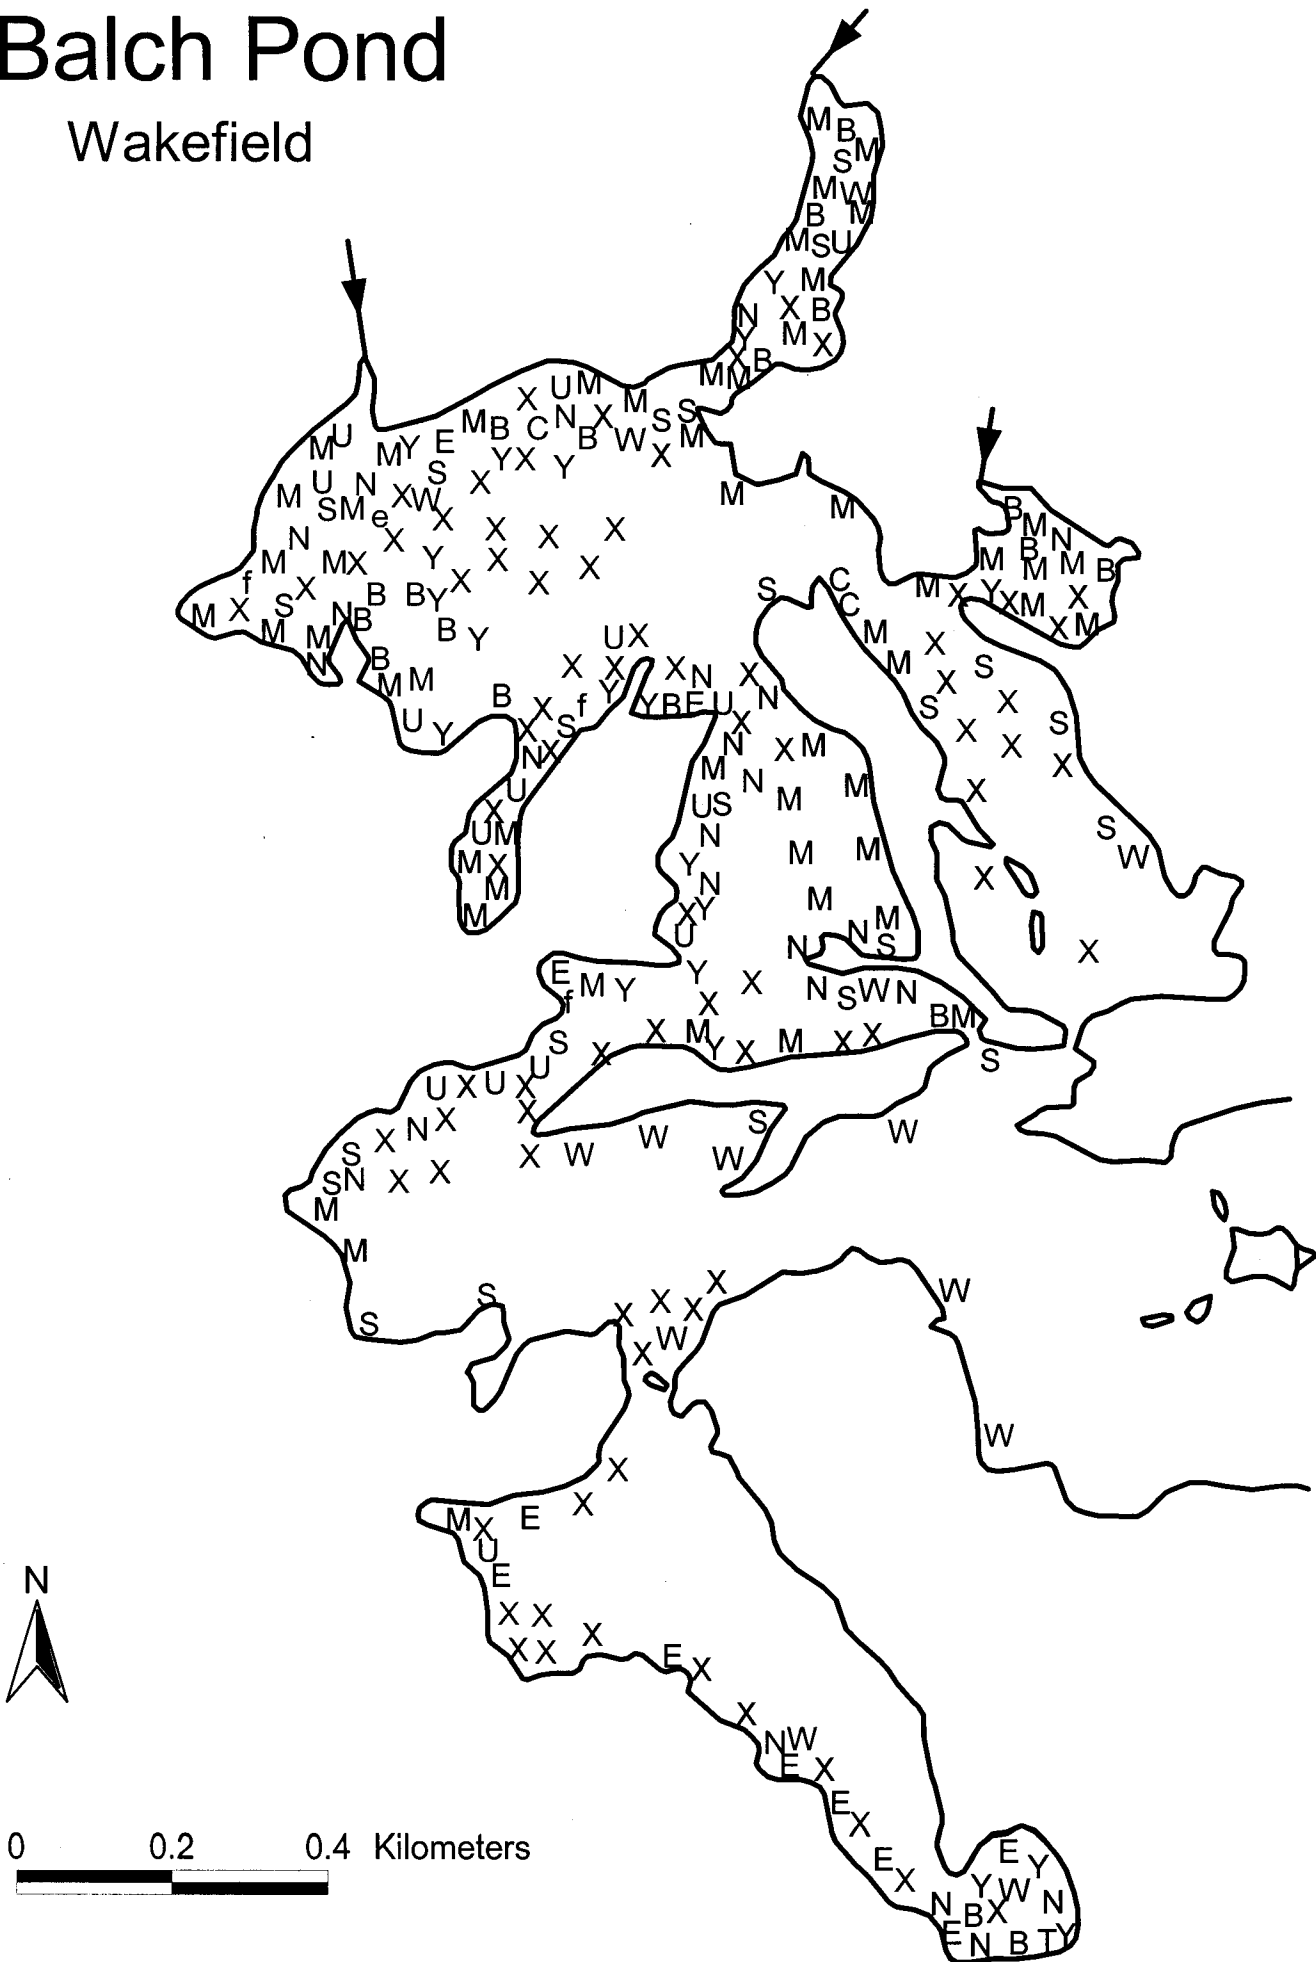 Balch Pond
Wakefield
M B
S M
M W
B M
M S U
Y M
N X B
Y M X
X B
M M
U M
X M
M B C N X S S
M U B W M
M Y E X
Y X Y
S
M U N X W X
S M e X
M M
B
M N
M N X X X X
B N
M M X Y X X
M M B
f X X X
M X S B B Y
S C
C M X Y X M X
M M N B B Y
X M
N B
M M
U X
X X X N X N
M X
M S
X
S X
B X f Y Y B E U
U Y X S X N
N X X M
X X S
M N
X
U U S M M X
X
U M N
S W
M X Y M M
M N X
M X Y M M
U N N S
X
E M Y Y X N S W N
f X B M
S X X M Y X M X X S
U X U X U
X N X X S
S X W W W W
S N X X
M
M
S
S X X X X W
W
X
W
X
M X E X
U
E
X X
X X X
E X
X
N W
E X
E X
E X
E Y
Y W
N B X N
E N B T Y
N
0 0.2 0.4 Kilometers